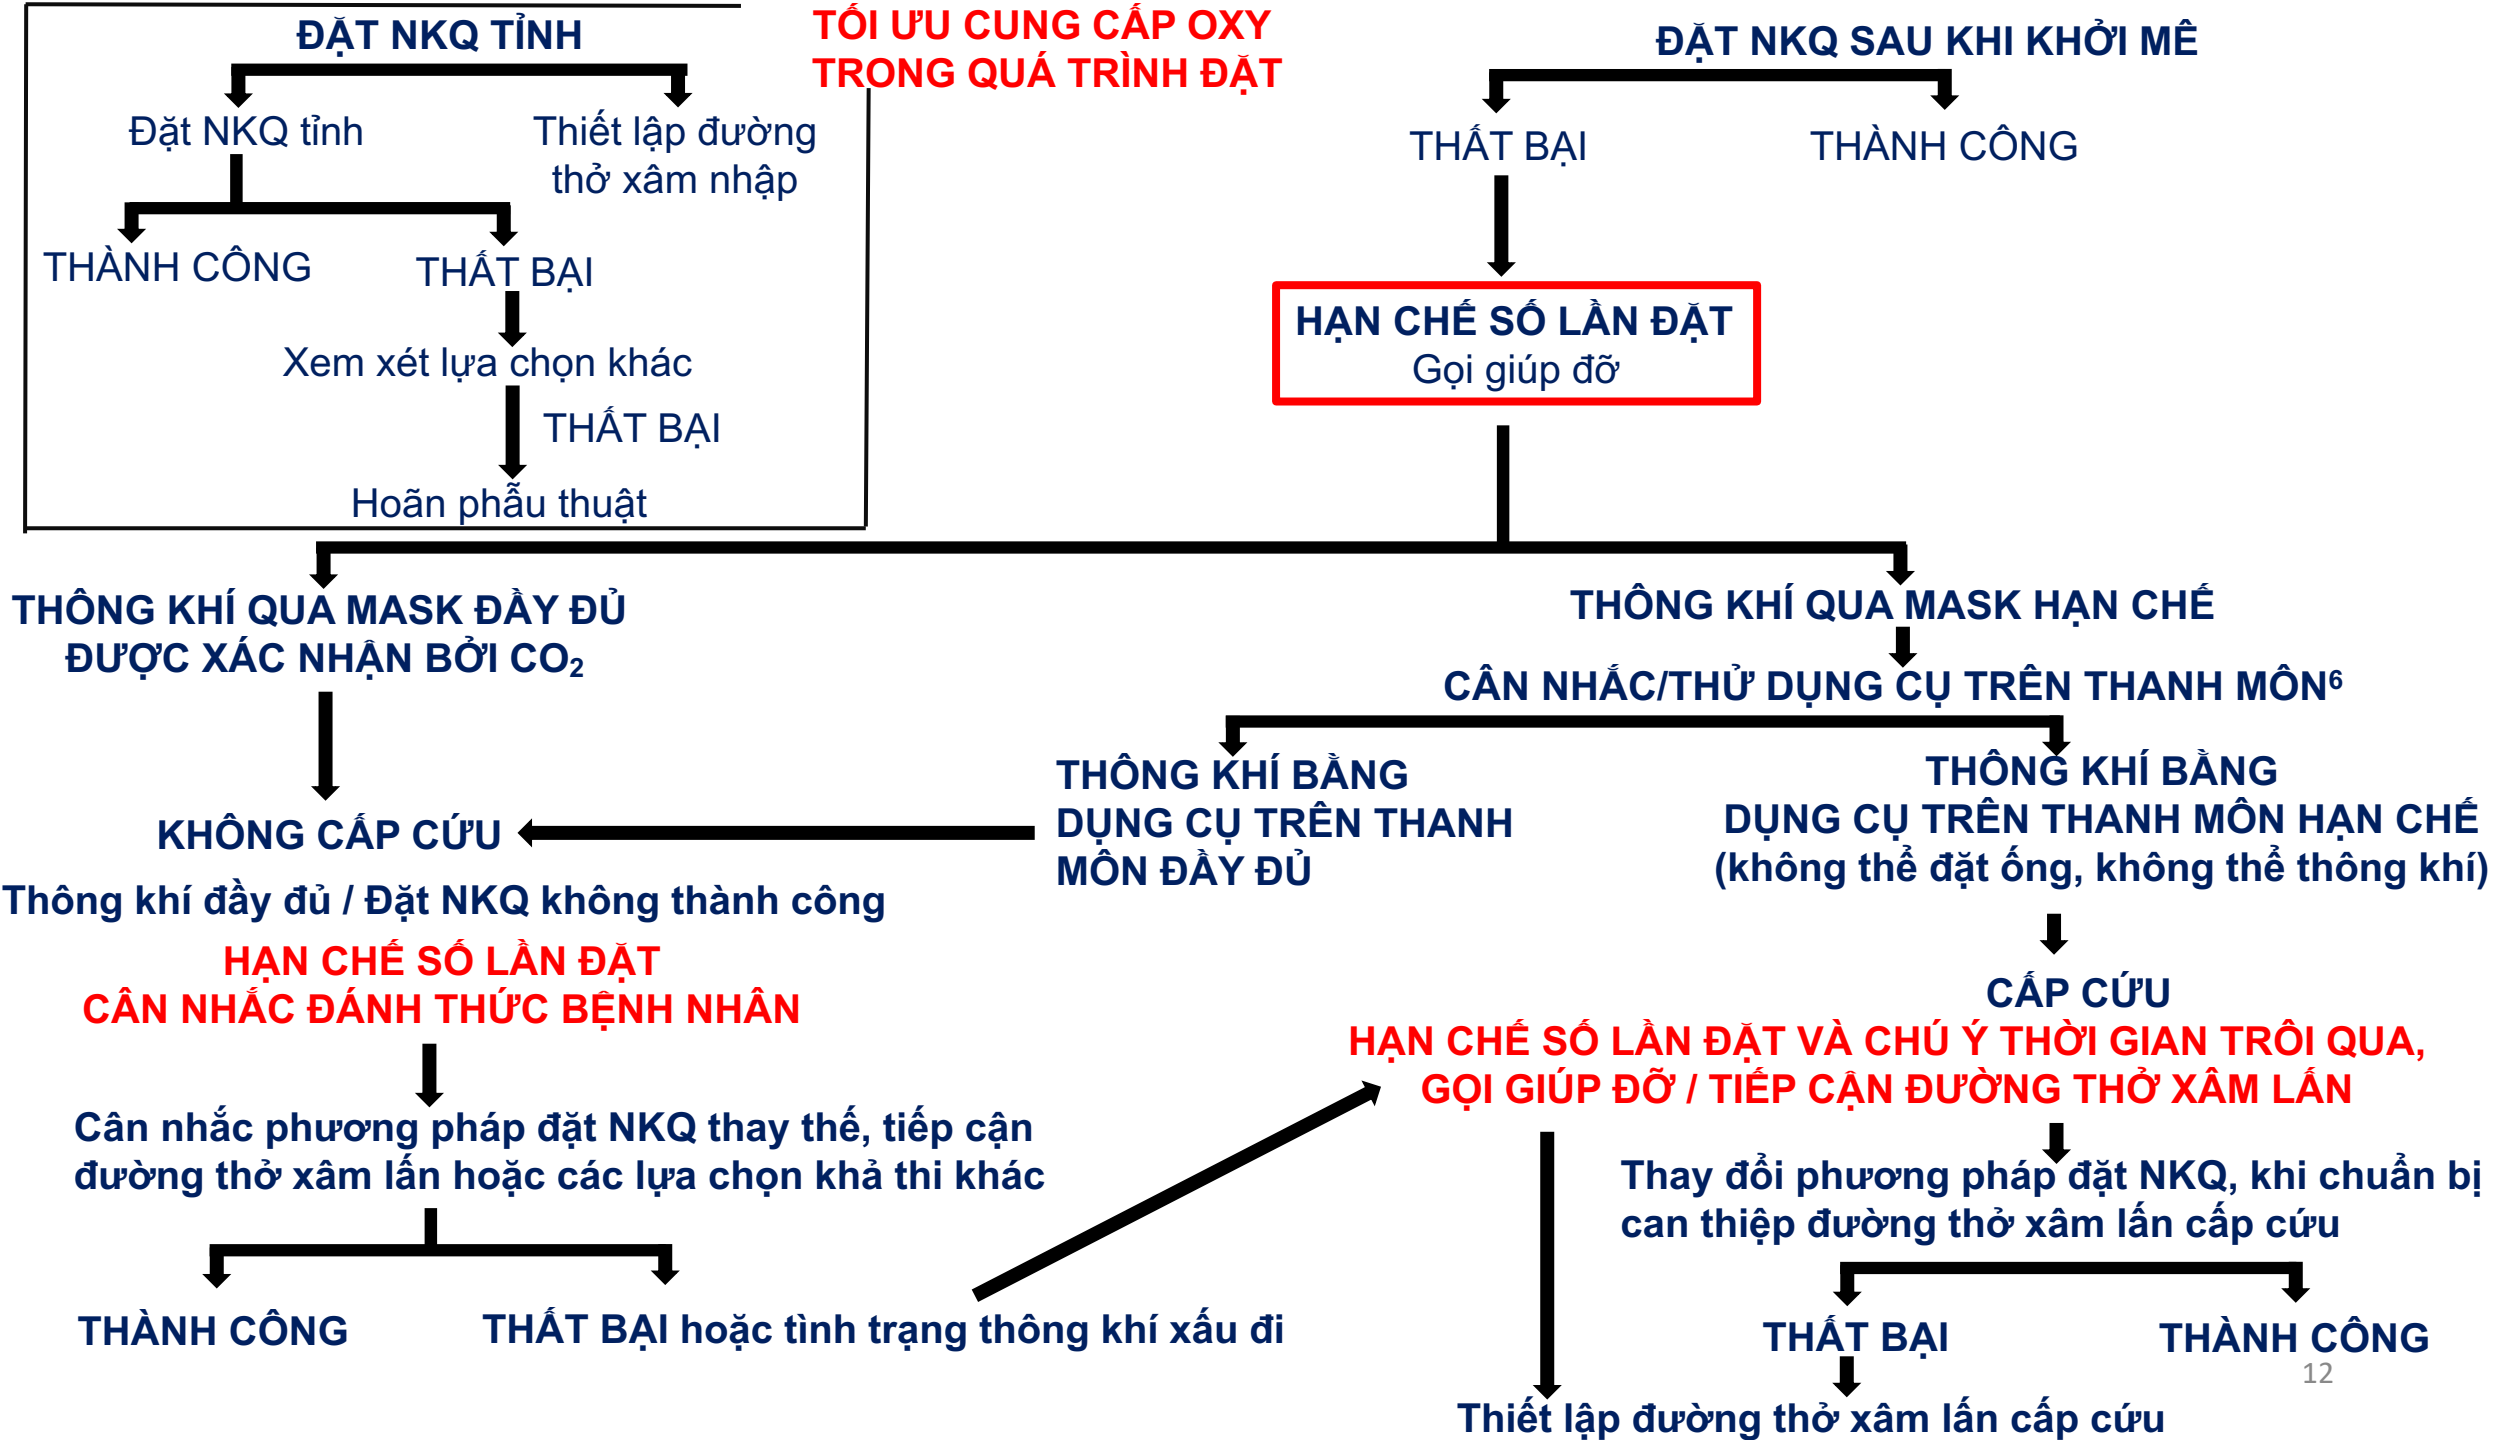 ĐẶT NKQ TỈNH
TỐI ƯU CUNG CẤP OXY
TRONG QUÁ TRÌNH ĐẶT
ĐẶT NKQ SAU KHI KHỞI MÊ
Đặt NKQ tỉnh
Thiết lập đường
thở xâm nhập
THẤT BẠI
THÀNH CÔNG
THÀNH CÔNG
THẤT BẠI
Xem xét lựa chọn khác
THẤT BẠI
Hoãn phẫu thuật
HẠN CHẾ SỐ LẦN ĐẶT
Gọi giúp đỡ
THÔNG KHÍ QUA MASK ĐẦY ĐỦ
ĐƯỢC XÁC NHẬN BỞI CO₂
THÔNG KHÍ QUA MASK HẠN CHẾ
CÂN NHẮC/THỬ DỤNG CỤ TRÊN THANH MÔN⁶
THÔNG KHÍ BẰNG
DỤNG CỤ TRÊN THANH
MÔN ĐẦY ĐỦ
THÔNG KHÍ BẰNG
DỤNG CỤ TRÊN THANH MÔN HẠN CHẾ
(không thể đặt ống, không thể thông khí)
KHÔNG CẤP CỨU
Thông khí đầy đủ / Đặt NKQ không thành công
HẠN CHẾ SỐ LẦN ĐẶT
CÂN NHẮC ĐÁNH THỨC BỆNH NHÂN
CẤP CỨU
HẠN CHẾ SỐ LẦN ĐẶT VÀ CHÚ Ý THỜI GIAN TRÔI QUA,
GỌI GIÚP ĐỠ / TIẾP CẬN ĐƯỜNG THỞ XÂM LẤN
Cân nhắc phương pháp đặt NKQ thay thế, tiếp cận
đường thở xâm lấn hoặc các lựa chọn khả thi khác
Thay đổi phương pháp đặt NKQ, khi chuẩn bị
can thiệp đường thở xâm lấn cấp cứu
THÀNH CÔNG
THẤT BẠI hoặc tình trạng thông khí xấu đi
THẤT BẠI
THÀNH CÔNG
12
Thiết lập đường thở xâm lấn cấp cứu